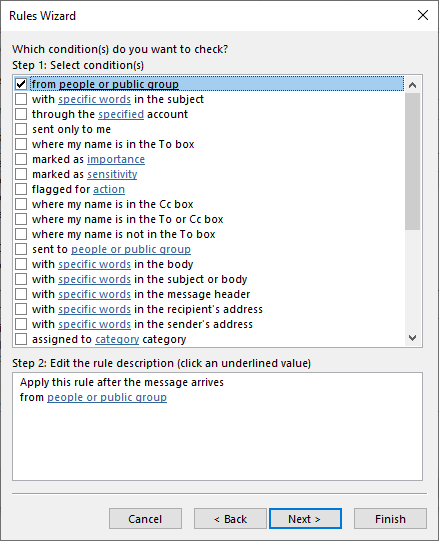 Rules Wizard
Which condition(s) do you want to check?
Step 1: Select condition(s)
from people or public group
with specific words in the subject
through the specified account
sent only to me
where my name is in the To box
marked as importance
marked as sensitivity
flagged for action
where my name is in the Cc box
where my name is in the To or Cc box
where my name is not in the To box
sent to people or public group
with specific words in the body
with specific words in the subject or body
with specific words in the message header
with specific words in the recipient's address
with specific words in the sender's address
assigned to category category
Step 2: Edit the rule description (click an underlined value)
Apply this rule after the message arrives
from people or public group
Cancel < Back Next > Finish